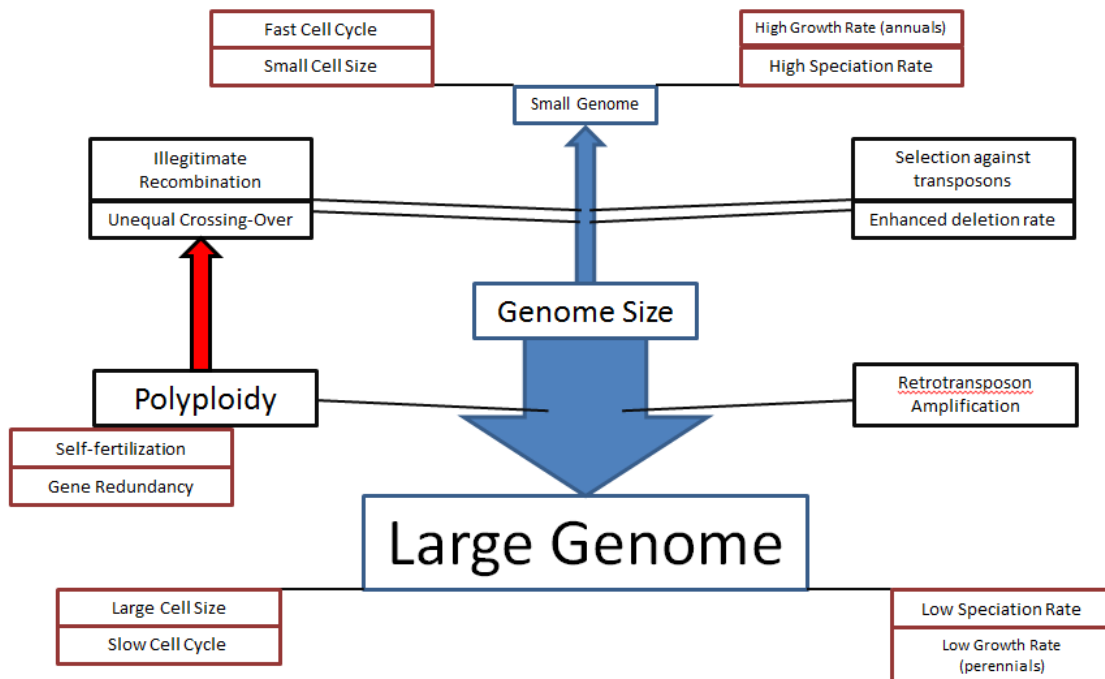 Fast Cell Cycle
Small Cell Size
High Growth Rate (annuals)
High Speciation Rate
Small Genome
Illegitimate
Recombination
Unequal Crossing-Over
Selection against
transposons
Enhanced deletion rate
Genome Size
Polyploidy
Self-fertilization
Gene Redundancy
Retrotransposon
Amplification
Large Genome
Large Cell Size
Slow Cell Cycle
Low Speciation Rate
Low Growth Rate
(perennials)